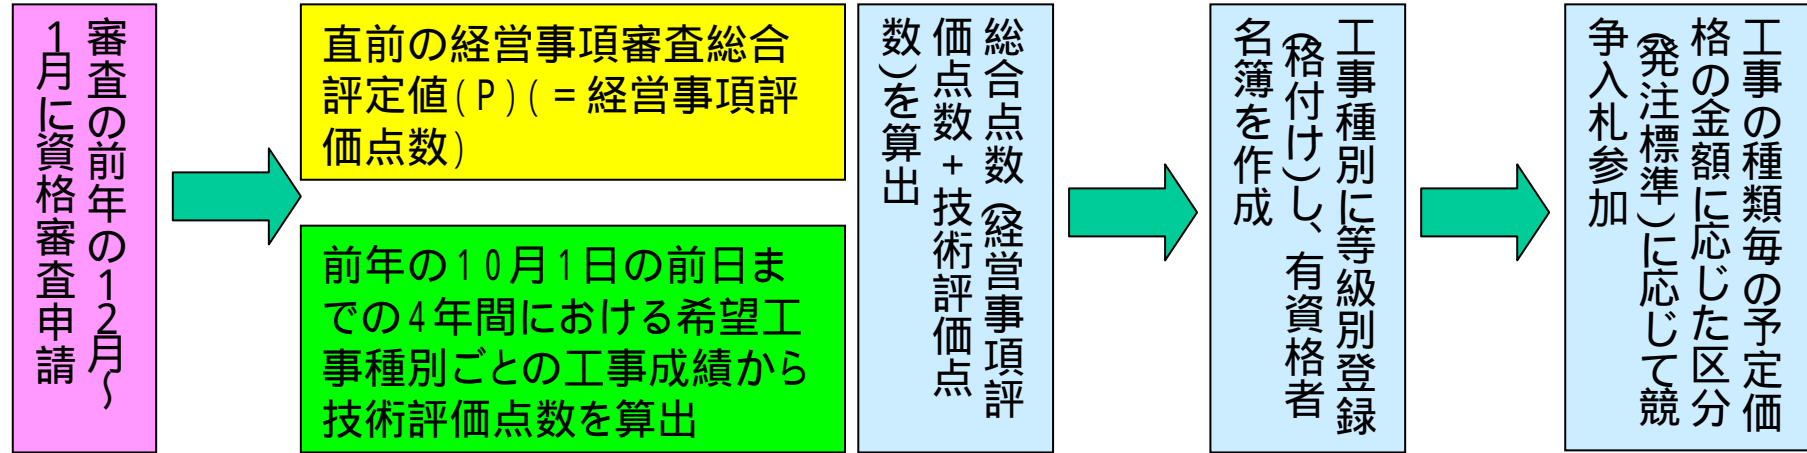 審査の前年の12月~
1月に資格審査申請
直前の経営事項審査総合
評定値(P)(=経営事項評
価点数)
前年の10月1日の前日ま
での4年間における希望工
事種別ごとの工事成績から
技術評価点数を算出
総合点数(経営事項評
価点数+技術評価点
数)を算出
工事種別に等級別登録
(格付け)し、有資格者
名簿を作成
工事の種類毎の予定価
格の金額に応じた区分
(発注標準)に応じて競
争入札参加